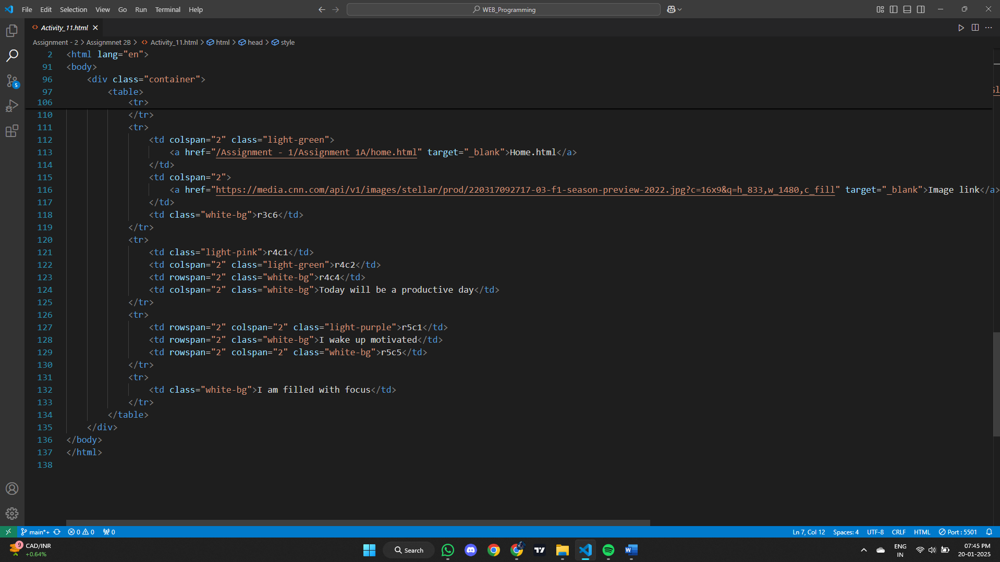 File Edit Selection View Go Run Terminal Help
WEB_Programming
Activity_11.html
Assignment - 2 > Assignmnet 2B > Activity_11.html > html > head > style
2 <html lang="en">
91 <body>
96 <div class="container">
97 <table>
106 <tr>
110 </tr>
111 <tr>
112 <td colspan="2" class="light-green">
113 <a href="/Assignment - 1/Assignment 1A/home.html" target="_blank">Home.html</a>
114 </td>
115 <td colspan="2">
116 <a href="https://media.cnn.com/api/v1/images/stellar/prod/220317092717-03-f1-season-preview-2022.jpg?c=16x9&q=h_833,w_1480,c_fill" target="_blank">Image link</a>
117 </td>
118 <td class="white-bg">r3c6</td>
119 </tr>
120 <tr>
121 <td class="light-pink">r4c1</td>
122 <td colspan="2" class="light-green">r4c2</td>
123 <td rowspan="2" class="white-bg">r4c4</td>
124 <td colspan="2" class="white-bg">Today will be a productive day</td>
125 </tr>
126 <tr>
127 <td rowspan="2" colspan="2" class="light-purple">r5c1</td>
128 <td rowspan="2" class="white-bg">I wake up motivated</td>
129 <td rowspan="2" colspan="2" class="white-bg">r5c5</td>
130 </tr>
131 <tr>
132 <td class="white-bg">I am filled with focus</td>
133 </tr>
134 </table>
135 </div>
136 </body>
137 </html>
138
5
main*+ 0 0 0
Ln 7, Col 12 Spaces: 4 UTF-8 CRLF HTML Port : 5501
9 CAD/INR
+0.64%
Search
ENG
IN
07:45 PM
20-01-2025